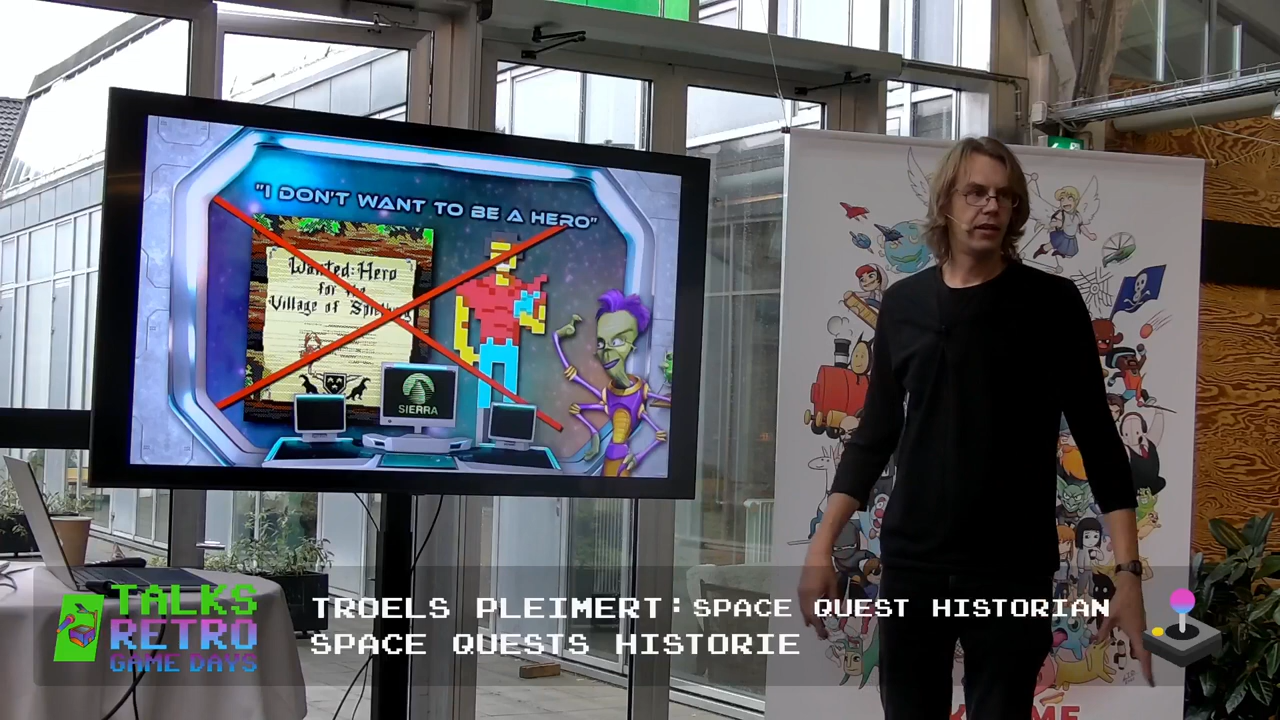 "I DON'T WANT TO BE A HERO"
Wanted: Hero
for the
Village of
SIERRA
TALKS
RETRO
GAME DAYS
TROELS PLEIMERT: SPACE QUEST HISTORIAN
SPACE QUESTS HISTORIE